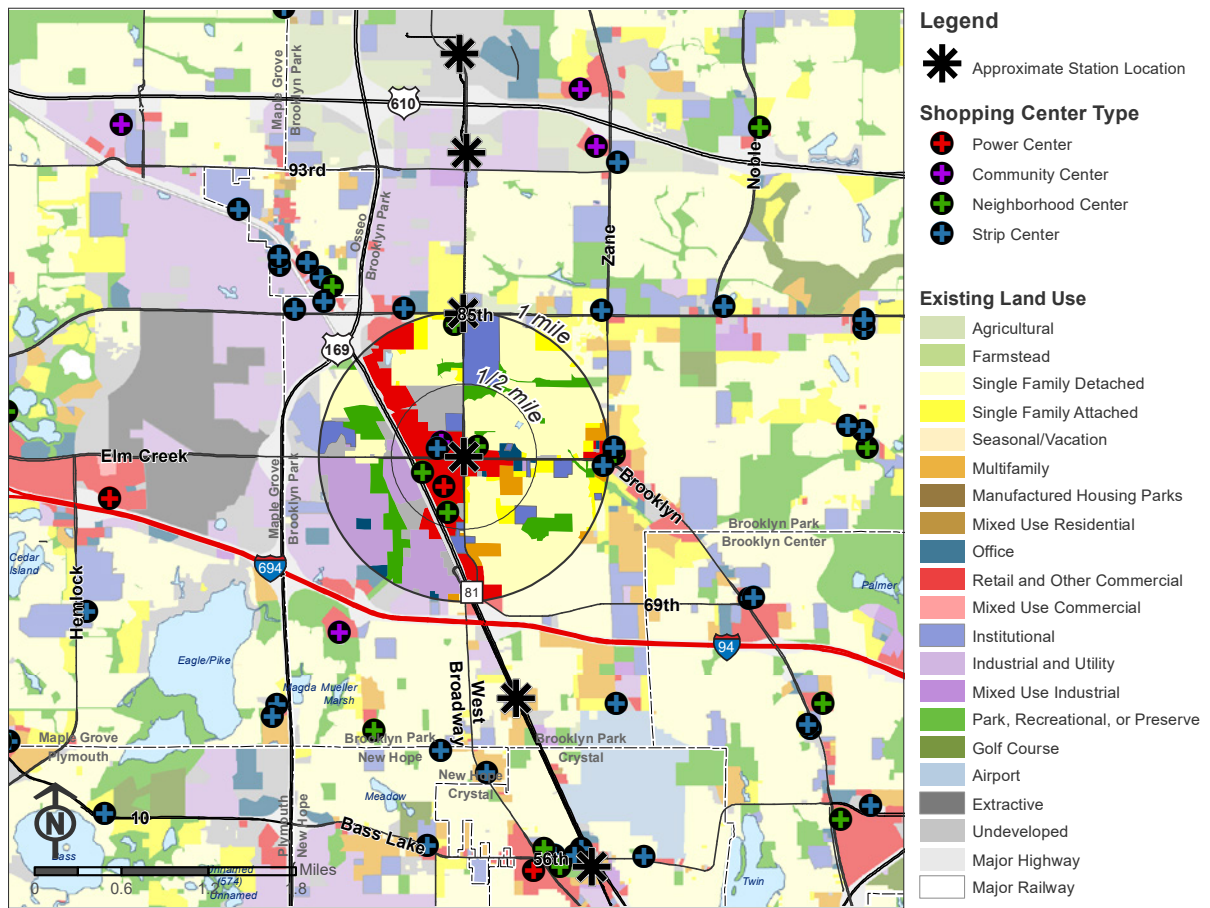 Maple Grove
Brooklyn Park
610
93rd
Noble
Osseo
Brooklyn Park
Zane
85th
1 mile
169
1/2 mile
Elm Creek
Maple Grove
Brooklyn Park
Brooklyn
Brooklyn Park
Brooklyn Center
Cedar
Island
694
Palmer
Hemlock
81
69th
94
Eagle/Pike
Magda Mueller
Marsh
West
Broadway
Maple Grove
Plymouth
Brooklyn Park
New Hope
Brooklyn Park
Crystal
New Hope
Crystal
Meadow
Plymouth
New Hope
N
10
Bass Lake
56th
Bass
Twin
Unnamed
(574)
Unnamed
0
0.6
1.8
Miles
Legend
Approximate Station Location
Shopping Center Type
Power Center
Community Center
Neighborhood Center
Strip Center
Existing Land Use
Agricultural
Farmstead
Single Family Detached
Single Family Attached
Seasonal/Vacation
Multifamily
Manufactured Housing Parks
Mixed Use Residential
Office
Retail and Other Commercial
Mixed Use Commercial
Institutional
Industrial and Utility
Mixed Use Industrial
Park, Recreational, or Preserve
Golf Course
Airport
Extractive
Undeveloped
Major Highway
Major Railway